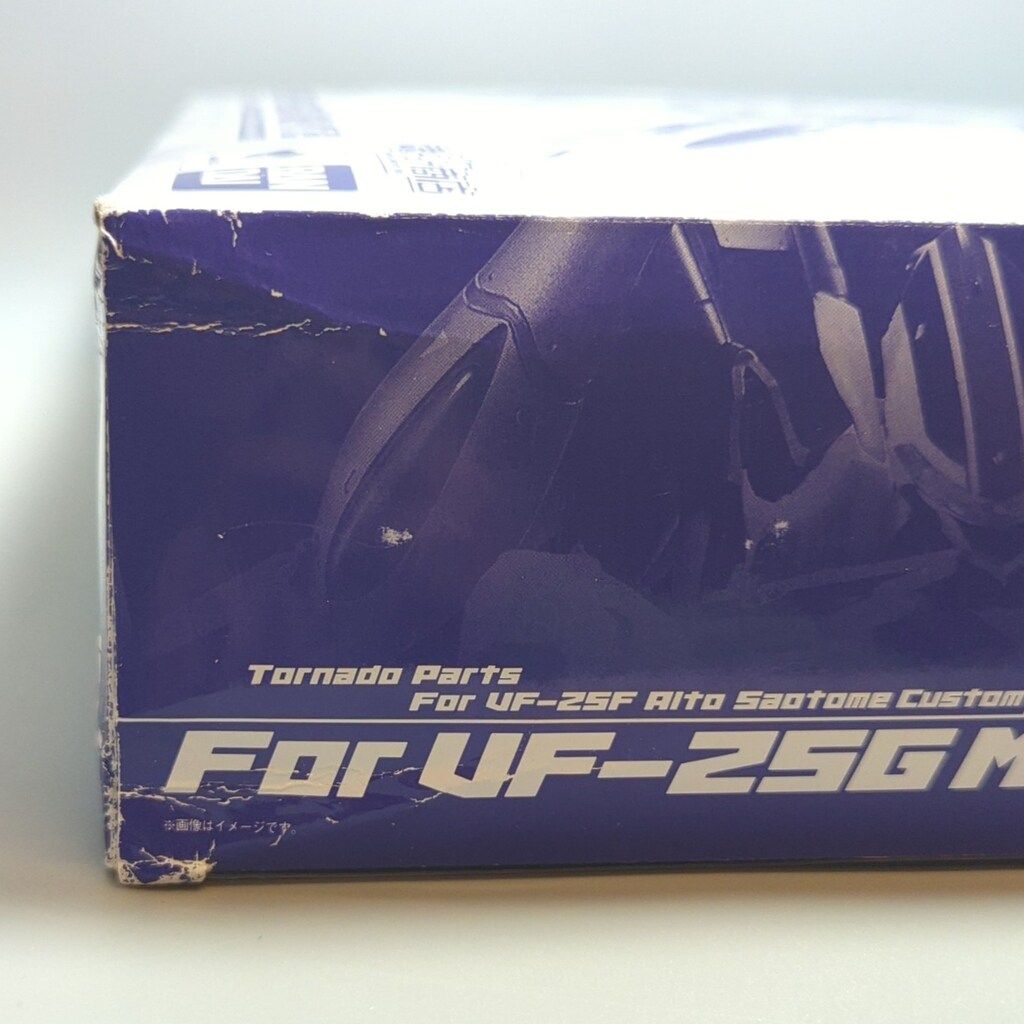 Tornado Parts
For VF-25F Alto Saotome Custom
For VF-25G M
※画像はイメージです。